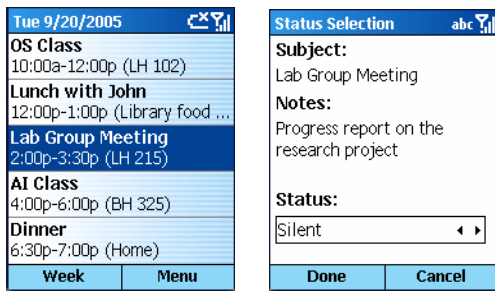 Tue 9/20/2005
OS Class
10:00a-12:00p (LH 102)
Lunch with John
12:00p-1:00p (Library food ...
Lab Group Meeting
2:00p-3:30p (LH 215)
AI Class
4:00p-6:00p (BH 325)
Dinner
6:30p-7:00p (Home)
Week Menu
Status Selection abc
Subject:
Lab Group Meeting
Notes:
Progress report on the
research project
Status:
Silent
Done Cancel